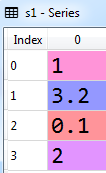 s1 - Series
Index 0
0 1
1 3.2
2 0.1
3 2